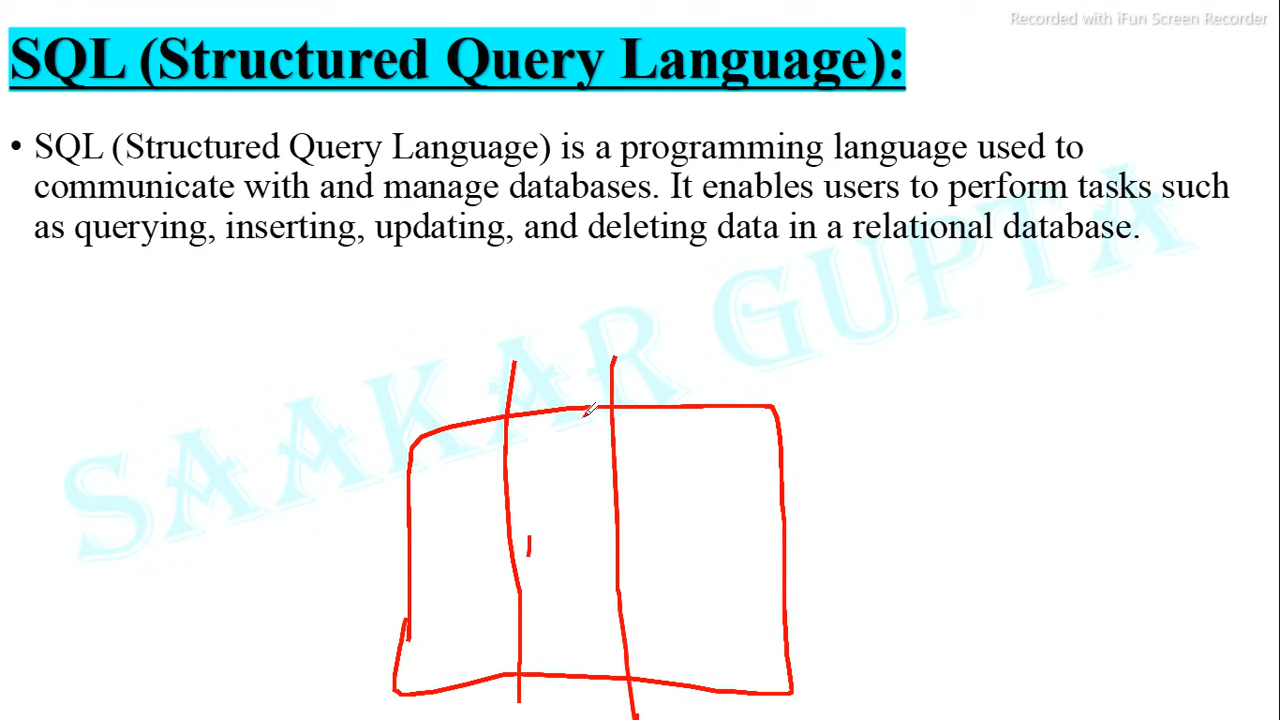 Recorded with iFun Screen Recorder
SQL (Structured Query Language):
• SQL (Structured Query Language) is a programming language used to
communicate with and manage databases. It enables users to perform tasks such
as querying, inserting, updating, and deleting data in a relational database.
SAAKAR GUPTA